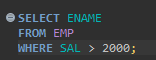 SELECT ENAME
FROM EMP
WHERE SAL > 2000;